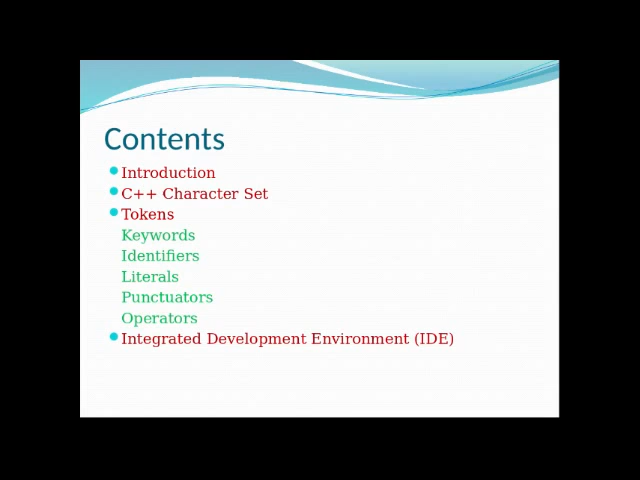 Contents
Introduction
C++ Character Set
Tokens
Keywords
Identifiers
Literals
Punctuators
Operators
Integrated Development Environment (IDE)